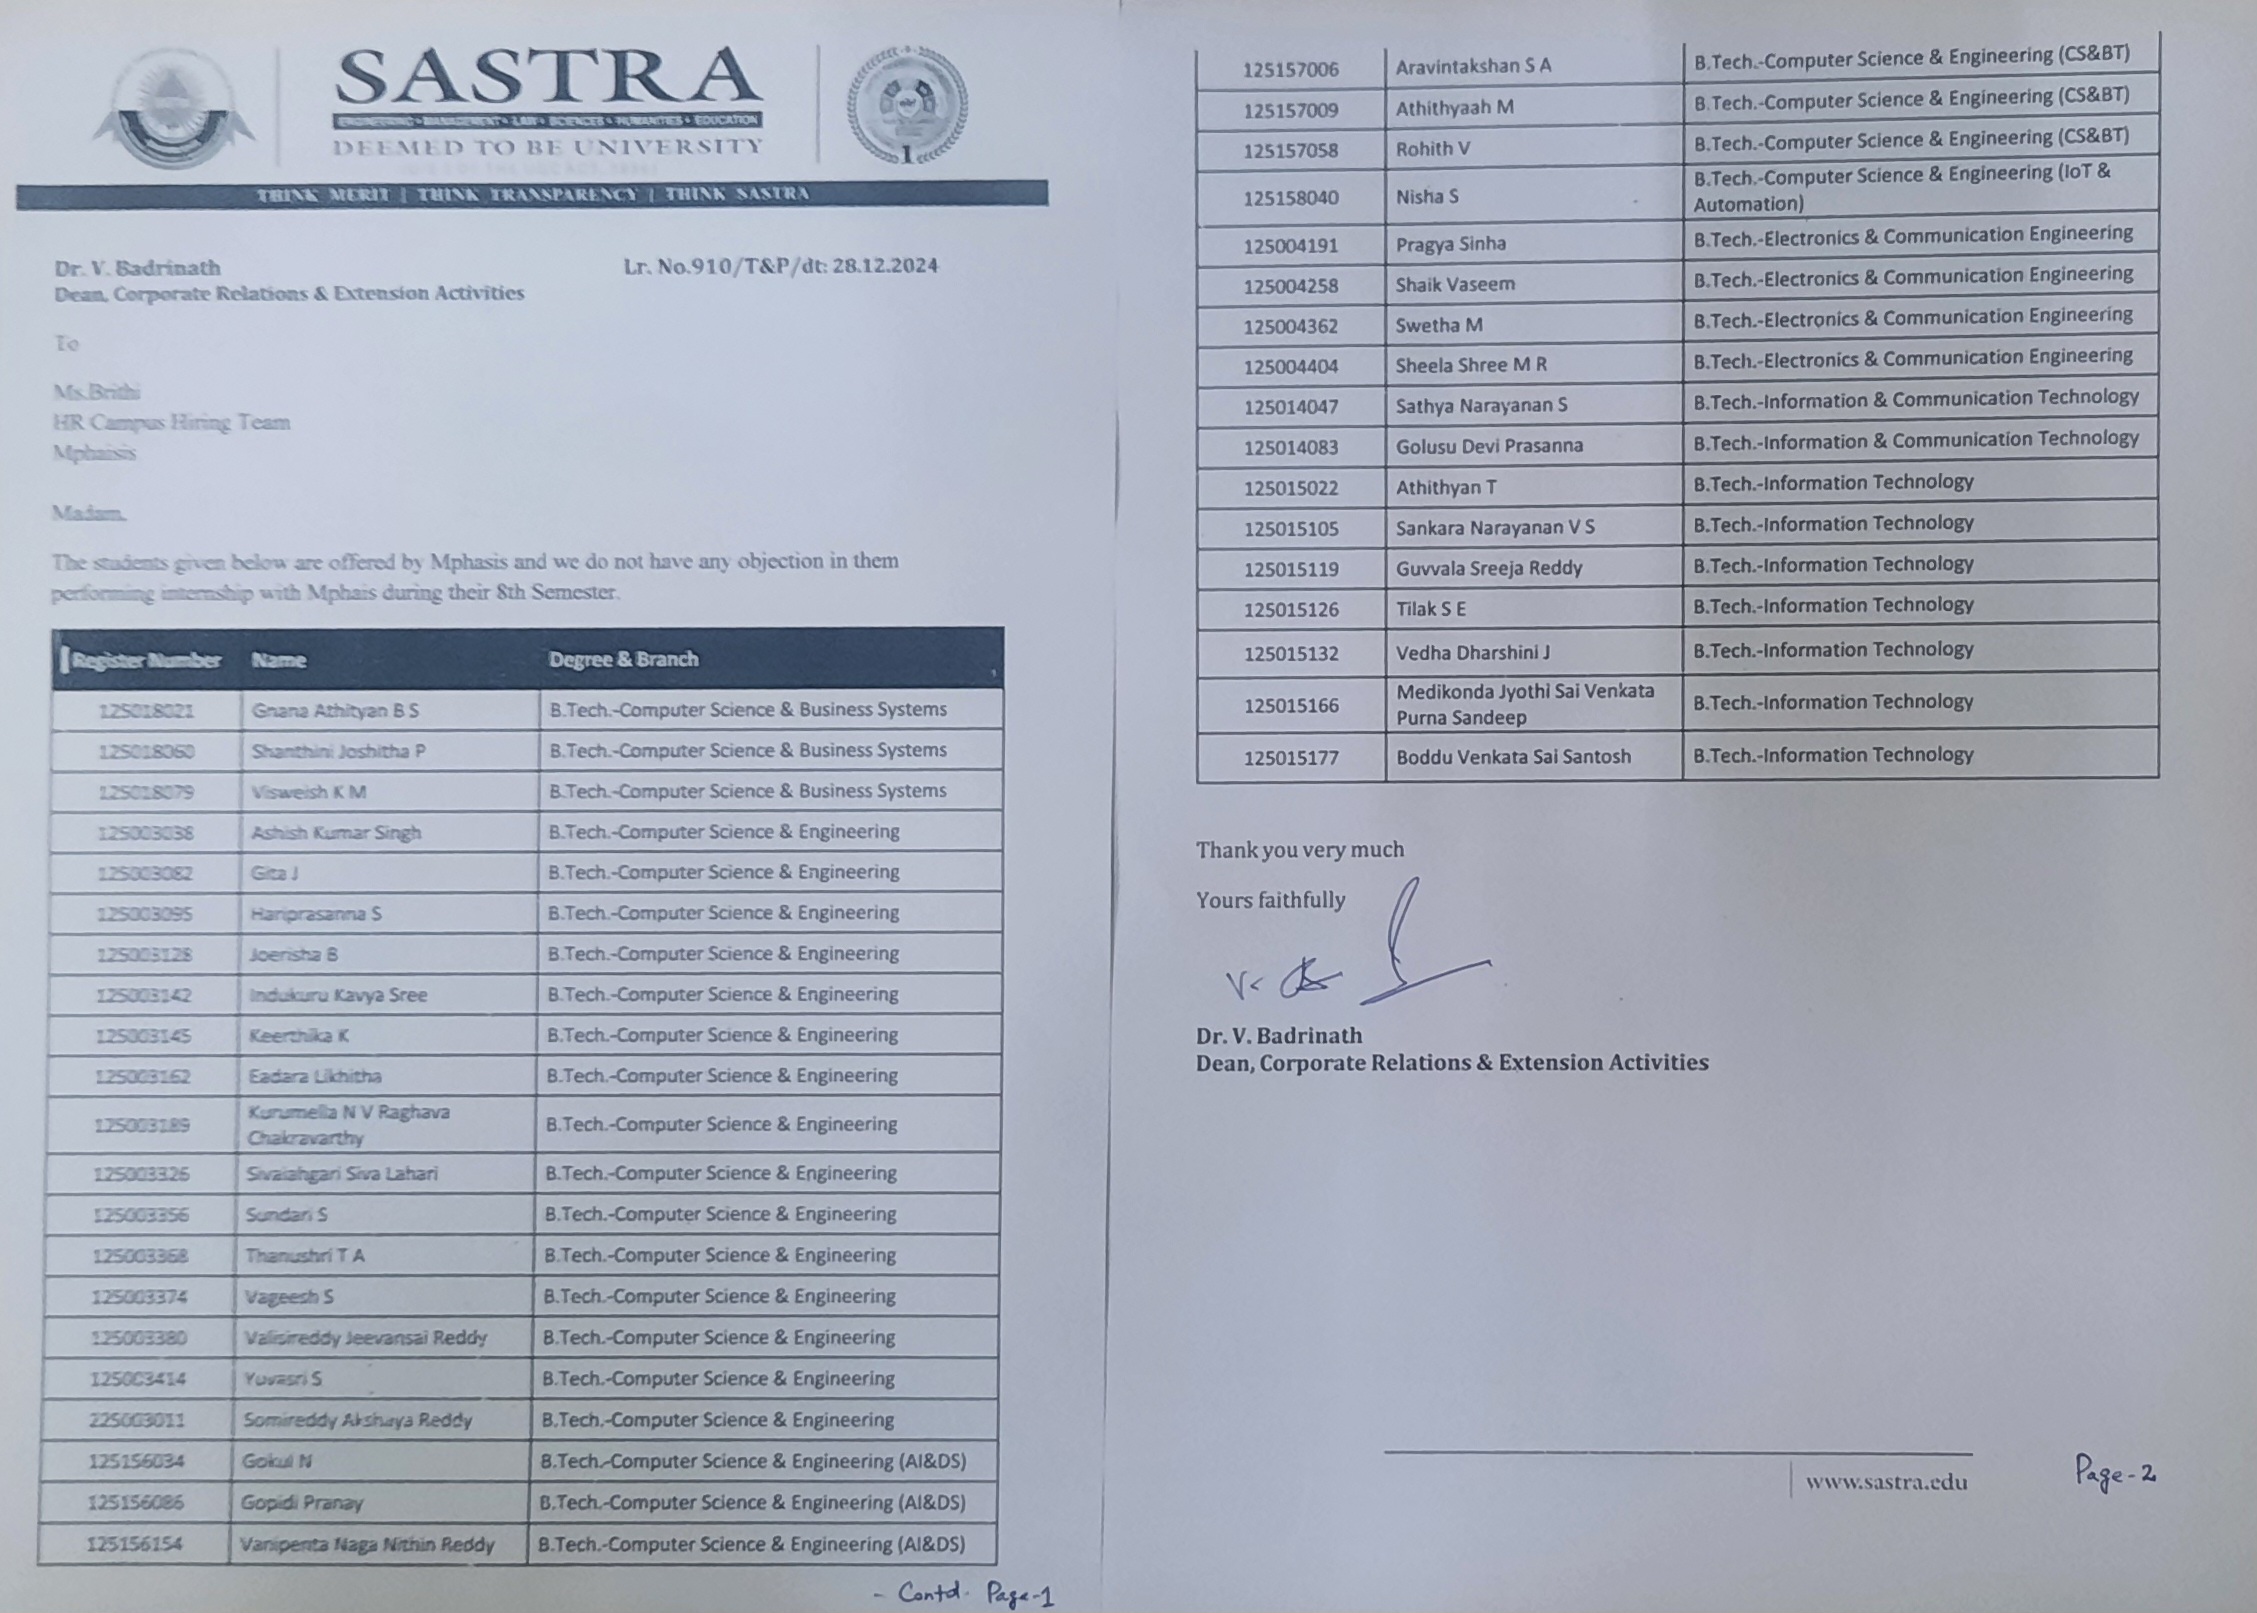 SASTRA
ENGINEERING • MANAGEMENT • LAW • SCIENCES • HUMANITIES • EDUCATION
DEEMED TO BE UNIVERSITY
THINK MERIT | THINK TRANSPARENCY | THINK SASTRA
Dr. V. Badrinath Lr. No.910/T&P/dt: 28.12.2024
Dean, Corporate Relations & Extension Activities
To
Ms.Brithi
HR Campus Hiring Team
Mphaisis
Madam,
The students given below are offered by Mphasis and we do not have any objection in them
performing internship with Mphais during their 8th Semester.
Register Number Name Degree & Branch
125018021 Gnana Athityan B S B.Tech.-Computer Science & Business Systems
125018060 Shanthini Joshitha P B.Tech.-Computer Science & Business Systems
125018079 Visweish K M B.Tech.-Computer Science & Business Systems
125003038 Ashish Kumar Singh B.Tech.-Computer Science & Engineering
125003082 Gita J B.Tech.-Computer Science & Engineering
125003095 Hariprasanna S B.Tech.-Computer Science & Engineering
125003128 Joerisha B B.Tech.-Computer Science & Engineering
125003142 Indukuru Kavya Sree B.Tech.-Computer Science & Engineering
125003145 Keerthika K B.Tech.-Computer Science & Engineering
125003162 Eadara Likhitha B.Tech.-Computer Science & Engineering
125003189 Kurumella N V Raghava B.Tech.-Computer Science & Engineering
Chakravarthy
125003326 Sivaiahgari Siva Lahari B.Tech.-Computer Science & Engineering
125003356 Sundari S B.Tech.-Computer Science & Engineering
125003368 Thanushri T A B.Tech.-Computer Science & Engineering
125003374 Vageesh S B.Tech.-Computer Science & Engineering
125003380 Valisireddy Jeevansai Reddy B.Tech.-Computer Science & Engineering
125003414 Yuvasri S B.Tech.-Computer Science & Engineering
225003011 Somireddy Akshaya Reddy B.Tech.-Computer Science & Engineering
125156034 Gokul N B.Tech.-Computer Science & Engineering (AI&DS)
125156086 Gopidi Pranay B.Tech.-Computer Science & Engineering (AI&DS)
125156154 Vanipenta Naga Nithin Reddy B.Tech.-Computer Science & Engineering (AI&DS)
- Contd. Page-1
125157006 Aravintakshan S A B.Tech.-Computer Science & Engineering (CS&BT)
125157009 Athithyaah M B.Tech.-Computer Science & Engineering (CS&BT)
125157058 Rohith V B.Tech.-Computer Science & Engineering (CS&BT)
125158040 Nisha S B.Tech.-Computer Science & Engineering (IoT &
Automation)
125004191 Pragya Sinha B.Tech.-Electronics & Communication Engineering
125004258 Shaik Vaseem B.Tech.-Electronics & Communication Engineering
125004362 Swetha M B.Tech.-Electronics & Communication Engineering
125004404 Sheela Shree M R B.Tech.-Electronics & Communication Engineering
125014047 Sathya Narayanan S B.Tech.-Information & Communication Technology
125014083 Golusu Devi Prasanna B.Tech.-Information & Communication Technology
125015022 Athithyan T B.Tech.-Information Technology
125015105 Sankara Narayanan V S B.Tech.-Information Technology
125015119 Guvvala Sreeja Reddy B.Tech.-Information Technology
125015126 Tilak S E B.Tech.-Information Technology
125015132 Vedha Dharshini J B.Tech.-Information Technology
125015166 Medikonda Jyothi Sai Venkata B.Tech.-Information Technology
Purna Sandeep
125015177 Boddu Venkata Sai Santosh B.Tech.-Information Technology
Thank you very much
Yours faithfully
Dr. V. Badrinath
Dean, Corporate Relations & Extension Activities
www.sastra.edu
Page-2